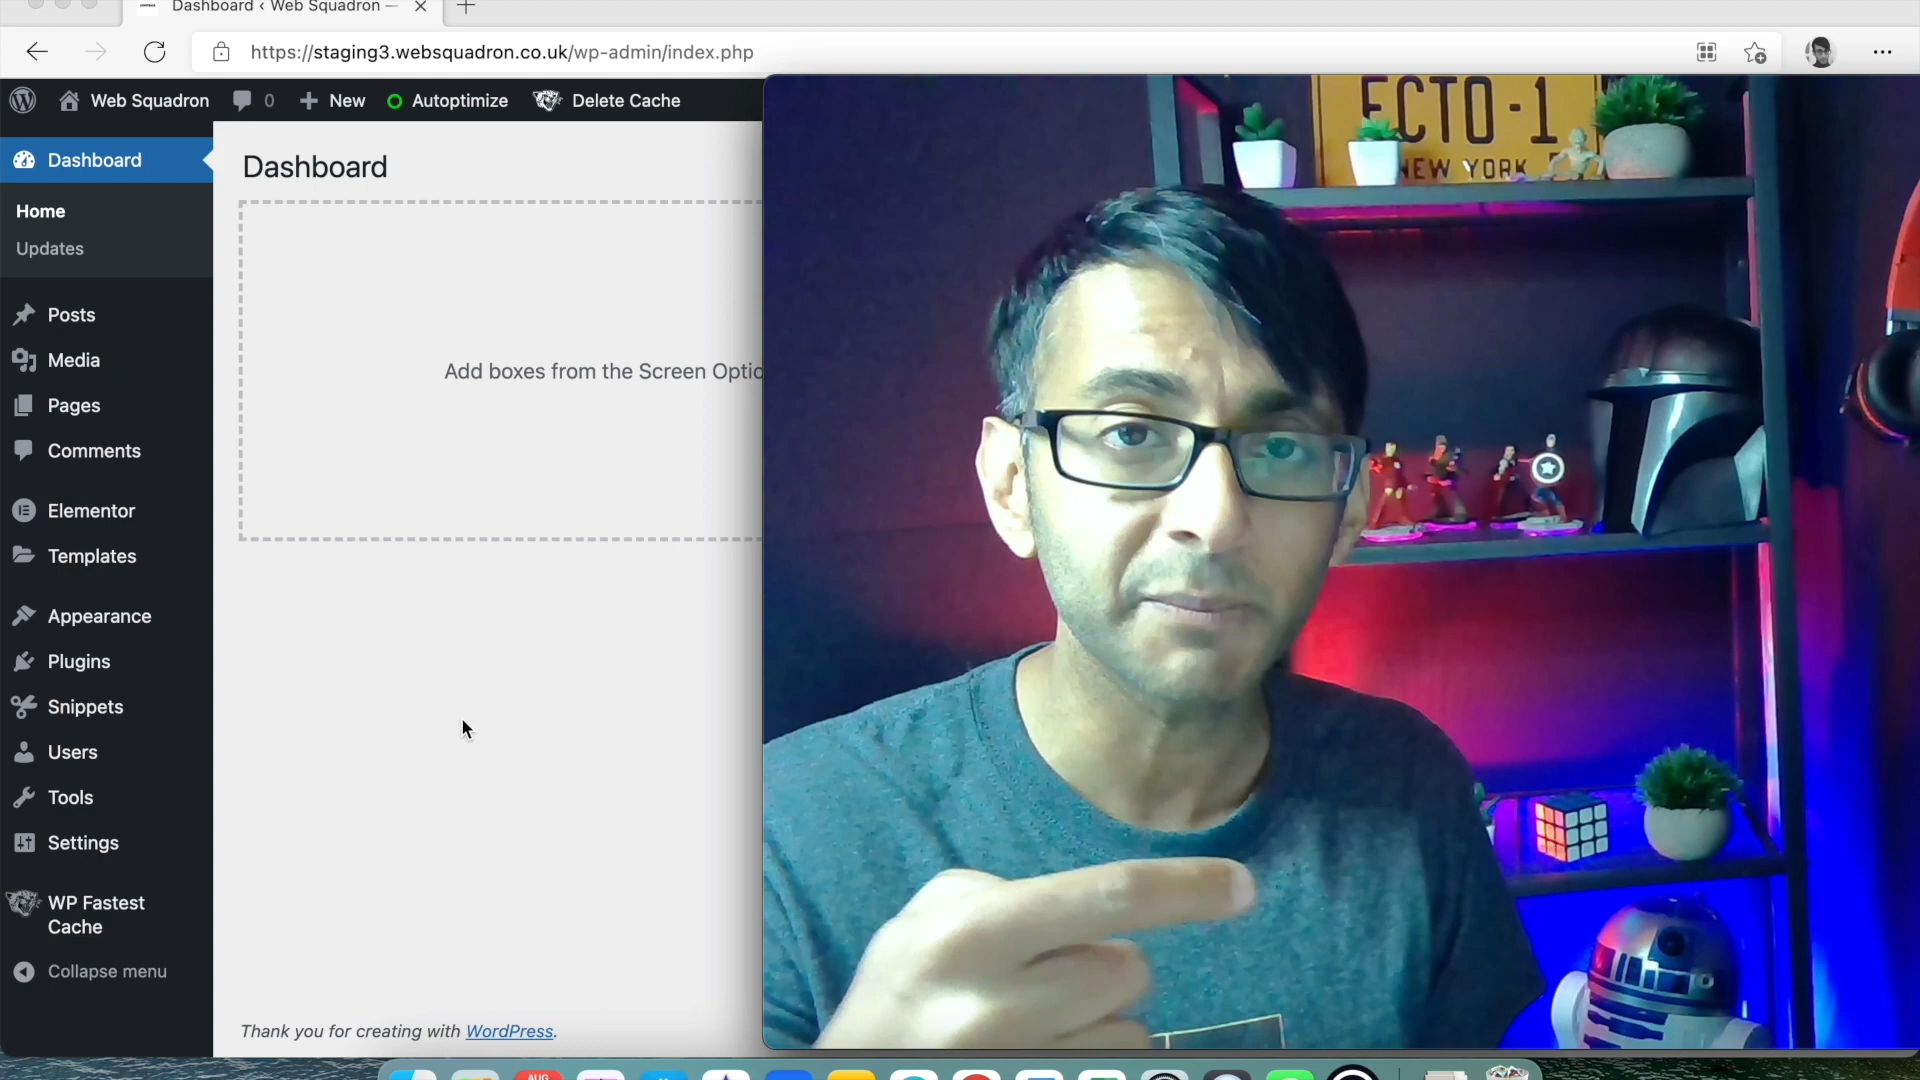 Dashboard ‹ Web Squadron —
https://staging3.websquadron.co.uk/wp-admin/index.php
Web Squadron
0
New
Autoptimize
Delete Cache
Dashboard
Home
Updates
Posts
Media
Pages
Comments
Elementor
Templates
Appearance
Plugins
Snippets
Users
Tools
Settings
WP Fastest
Cache
Collapse menu
Dashboard
Add boxes from the Screen Optio
Thank you for creating with WordPress.
ECTO-1
NEW YORK
AUG